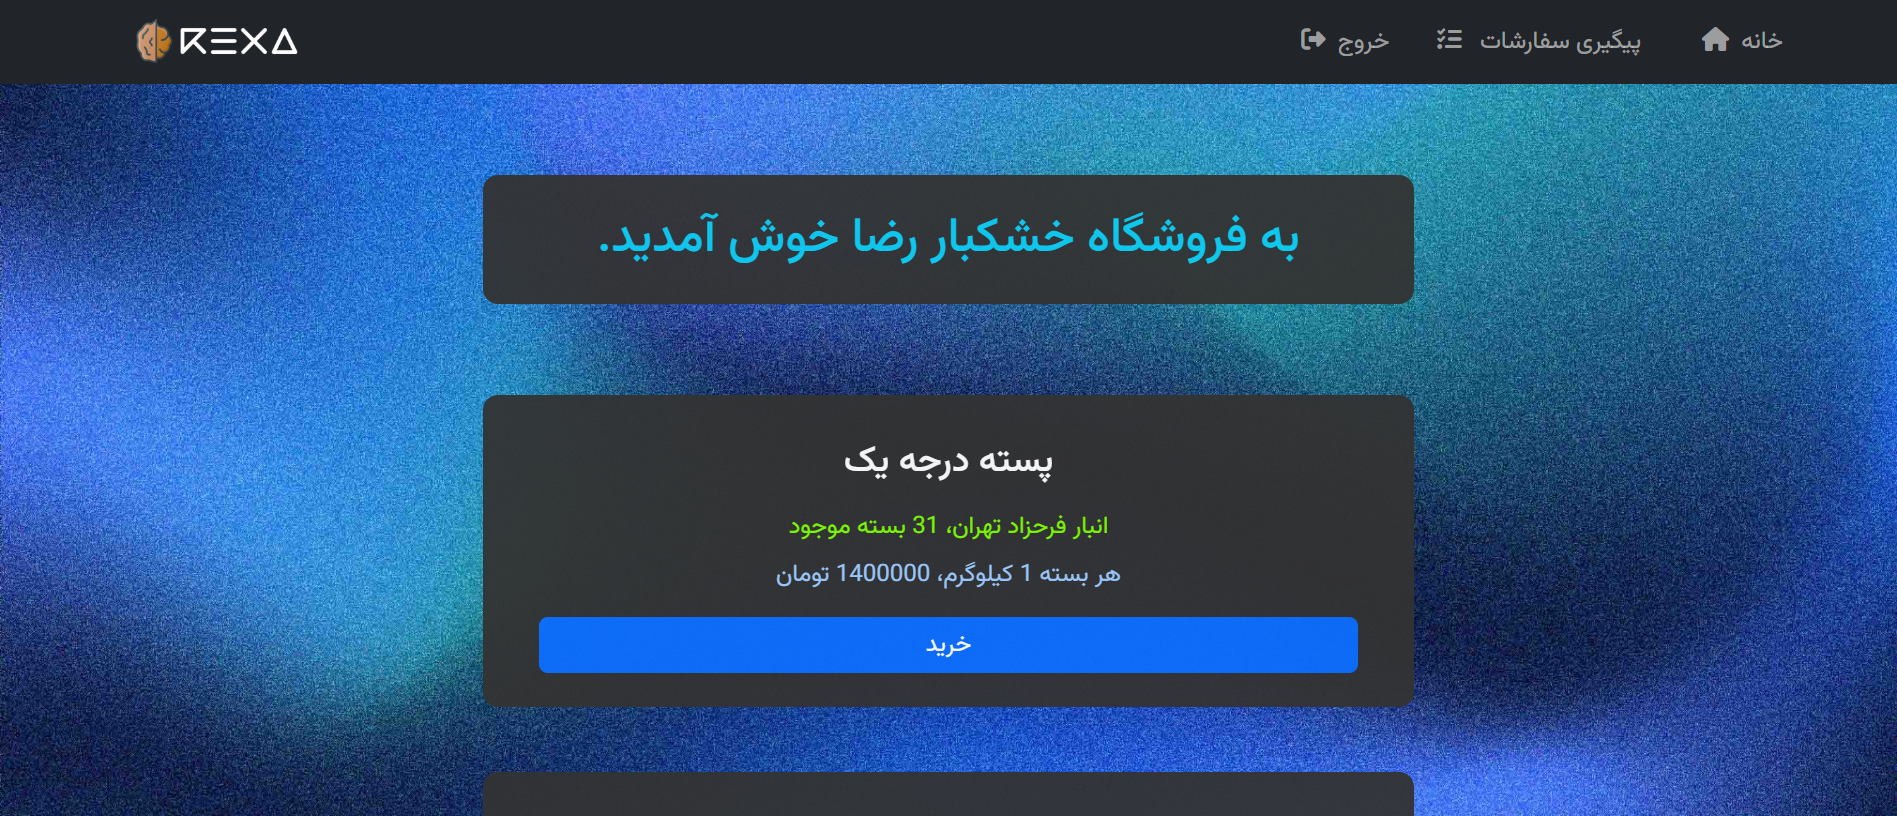 خانه
پیگیری سفارشات
خروج
REXA
به فروشگاه خشکبار رضا خوش آمدید.
پسته درجه یک
انبار فرحزاد تهران، 31 بسته موجود
هر بسته 1 کیلوگرم، 1400000 تومان
خرید